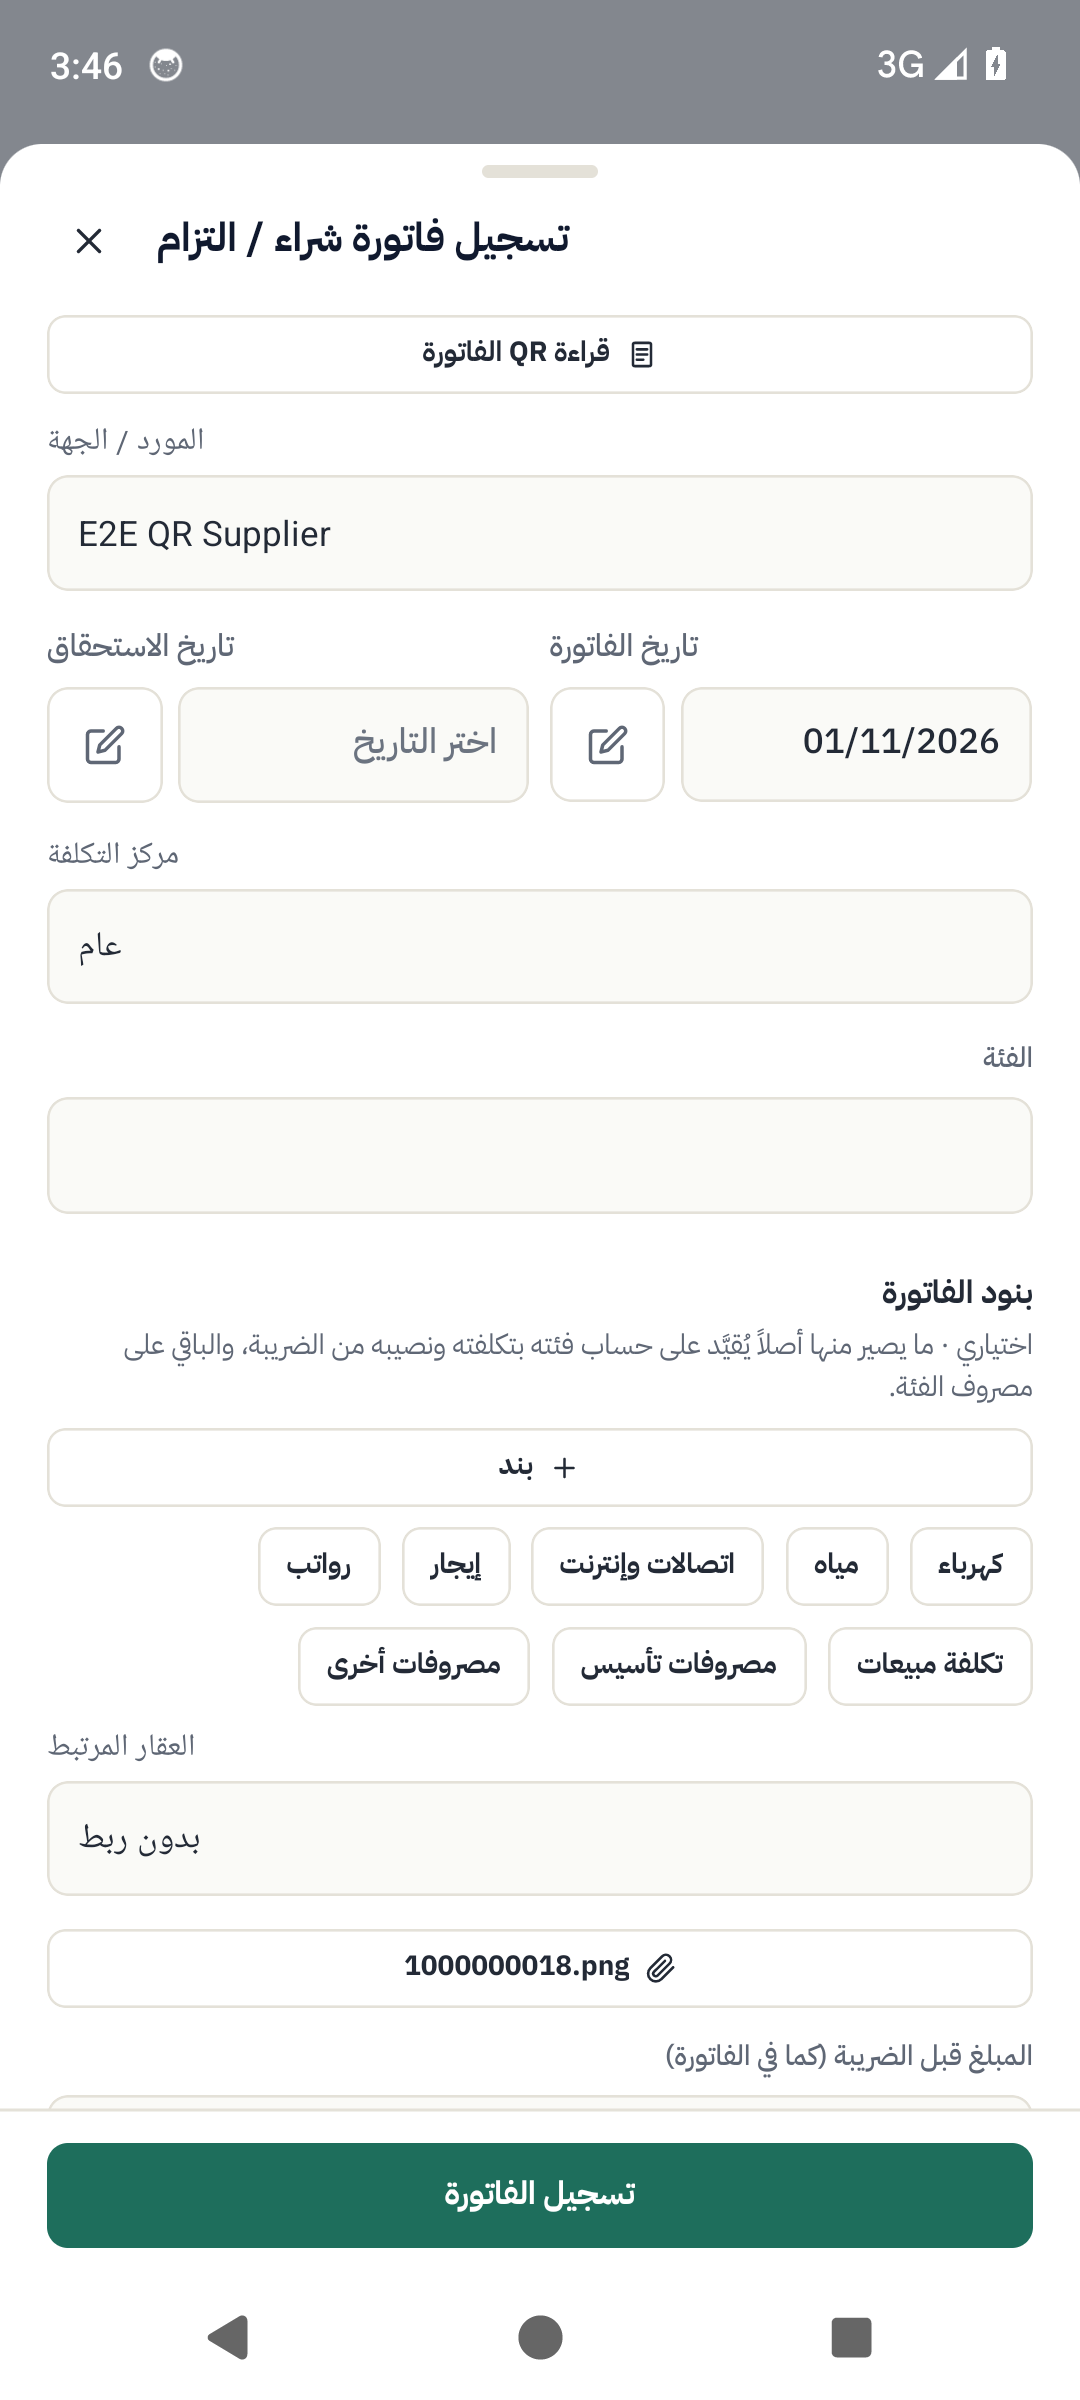 3:46
3G
تسجيل فاتورة شراء / التزام
قراءة QR الفاتورة
المورد / الجهة
E2E QR Supplier
تاريخ الفاتورة
تاريخ الاستحقاق
01/11/2026
اختر التاريخ
مركز التكلفة
عام
الفئة
بنود الفاتورة
اختياري · ما يصير منها أصلاً يُقيَّد على حساب فئته بتكلفته ونصيبه من الضريبة، والباقي على
مصروف الفئة.
بند
كهرباء
مياه
اتصالات وإنترنت
إيجار
رواتب
تكلفة مبيعات
مصروفات تأسيس
مصروفات أخرى
العقار المرتبط
بدون ربط
1000000018.png
المبلغ قبل الضريبة (كما في الفاتورة)
تسجيل الفاتورة